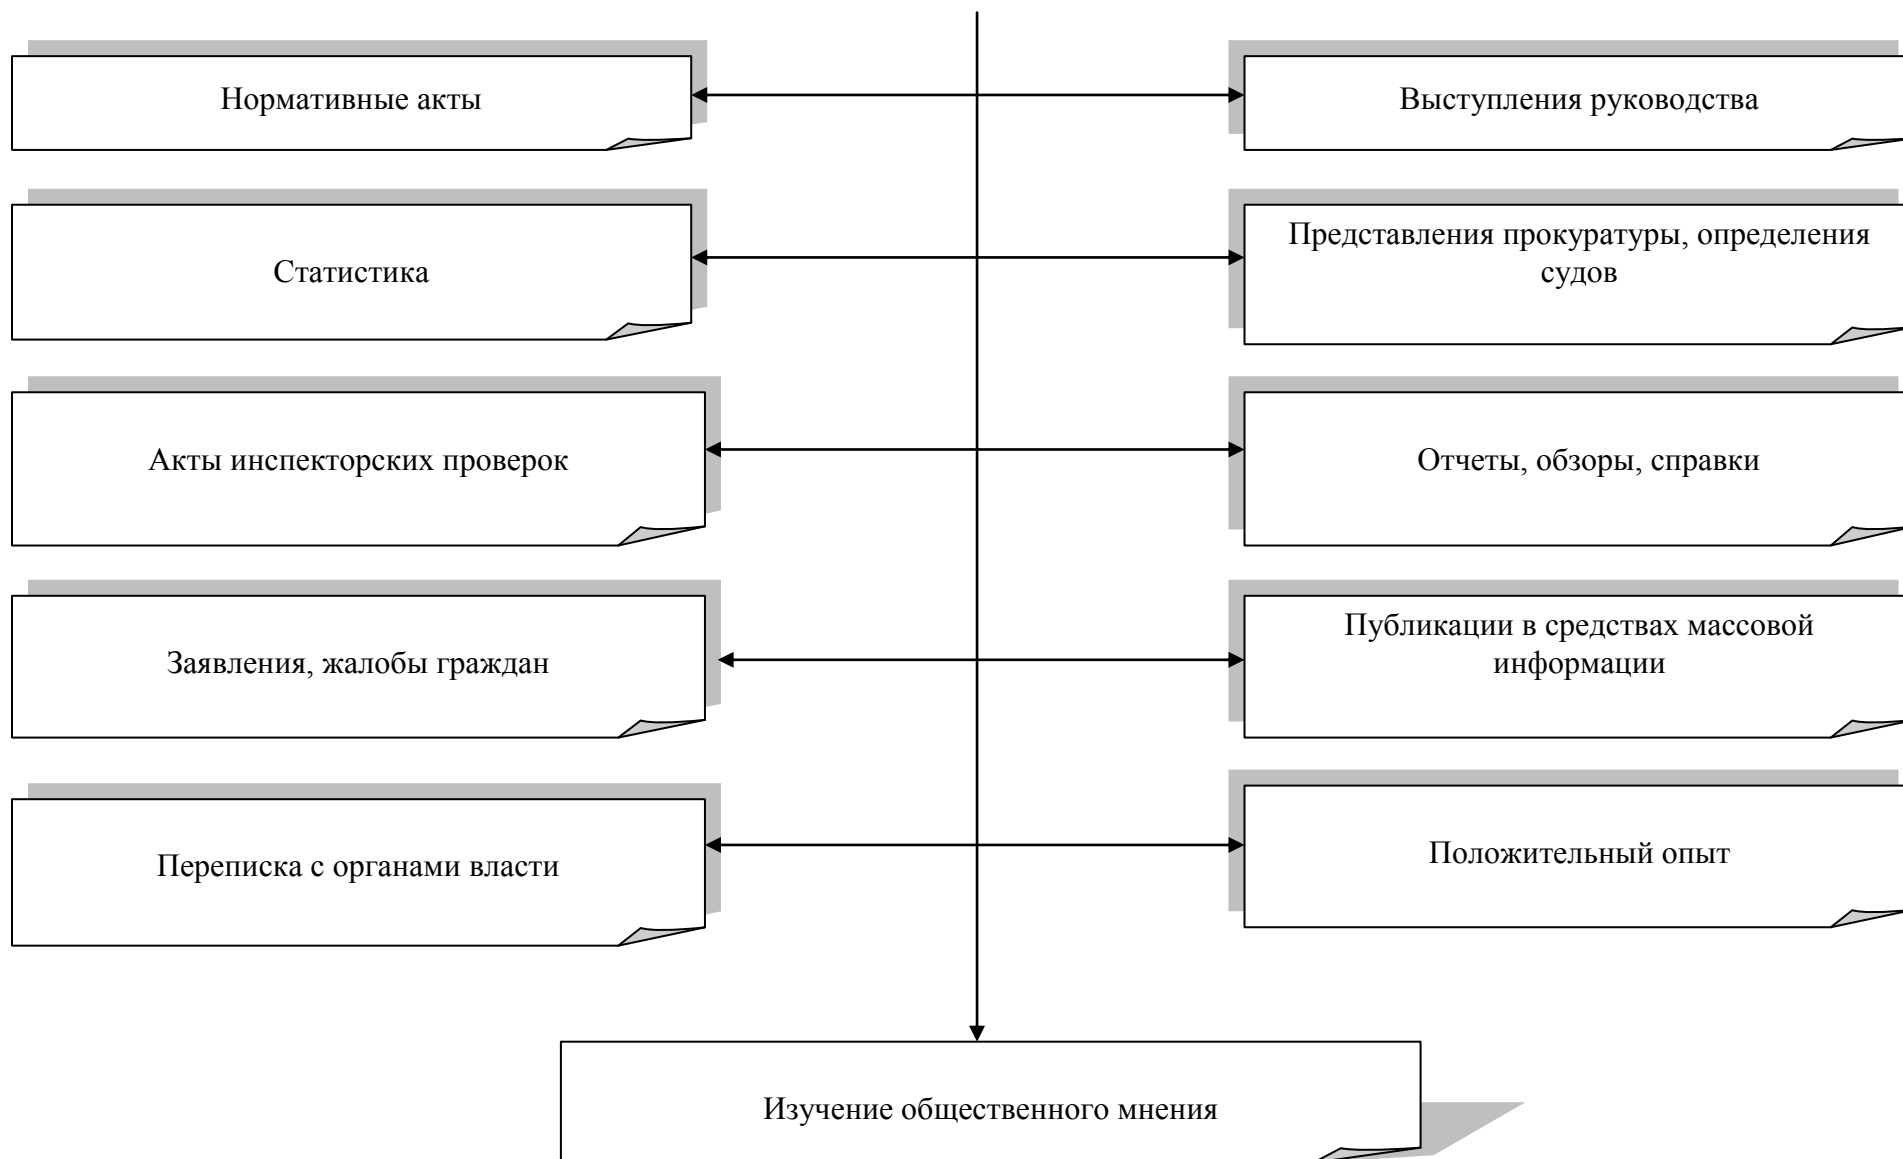 Нормативные акты
Выступления руководства
Статистика
Представления прокуратуры, определения
судов
Акты инспекторских проверок
Отчеты, обзоры, справки
Заявления, жалобы граждан
Публикации в средствах массовой
информации
Переписка с органами власти
Положительный опыт
Изучение общественного мнения